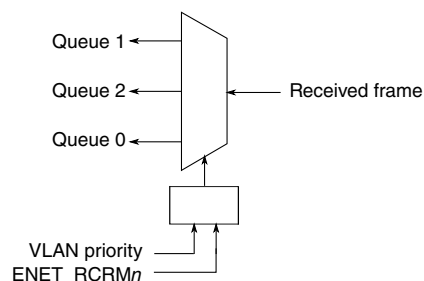 Queue 1
Queue 2
Received frame
Queue 0
VLAN priority
ENET_RCRMn